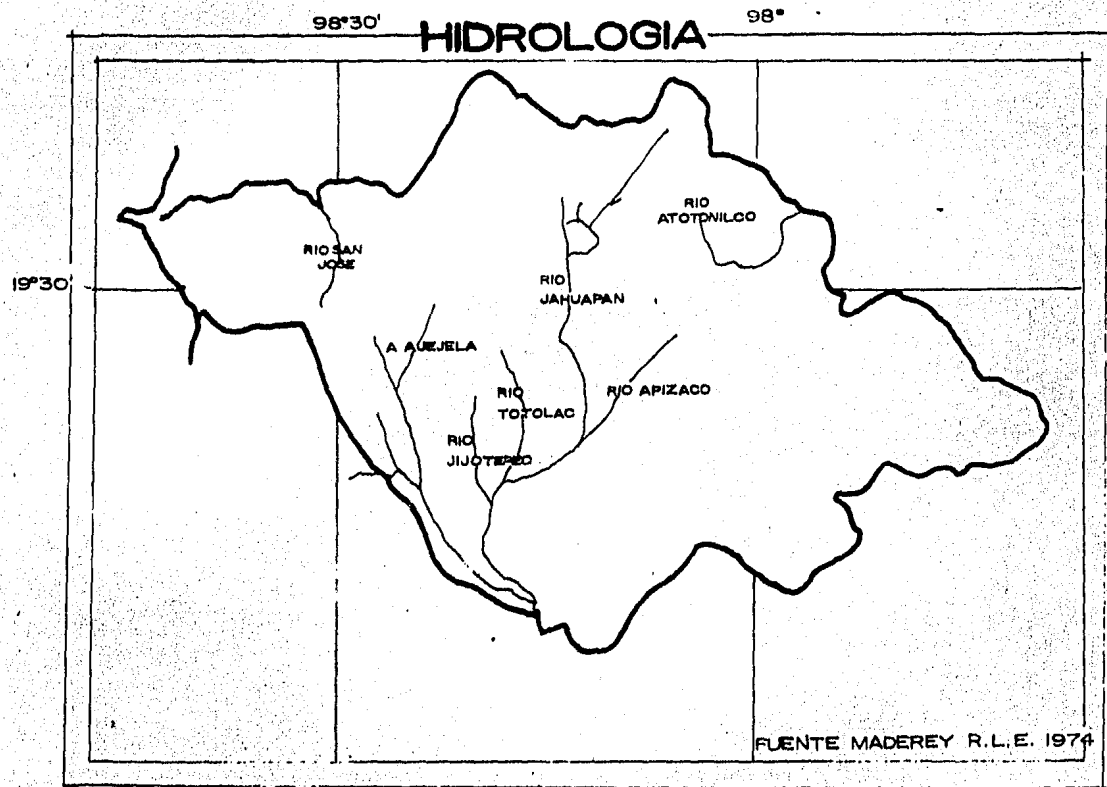 98°30'
98°
HIDROLOGIA
RIO
ATOTONILCO
RIO SAN
JOSE
19°30'
RIO
JAHUAPAN
A AUEJELA
RIO
TOTOLAC
RIO APIZACO
RIO
JIJOTEPEC
FUENTE MADEREY R.L.E. 1974